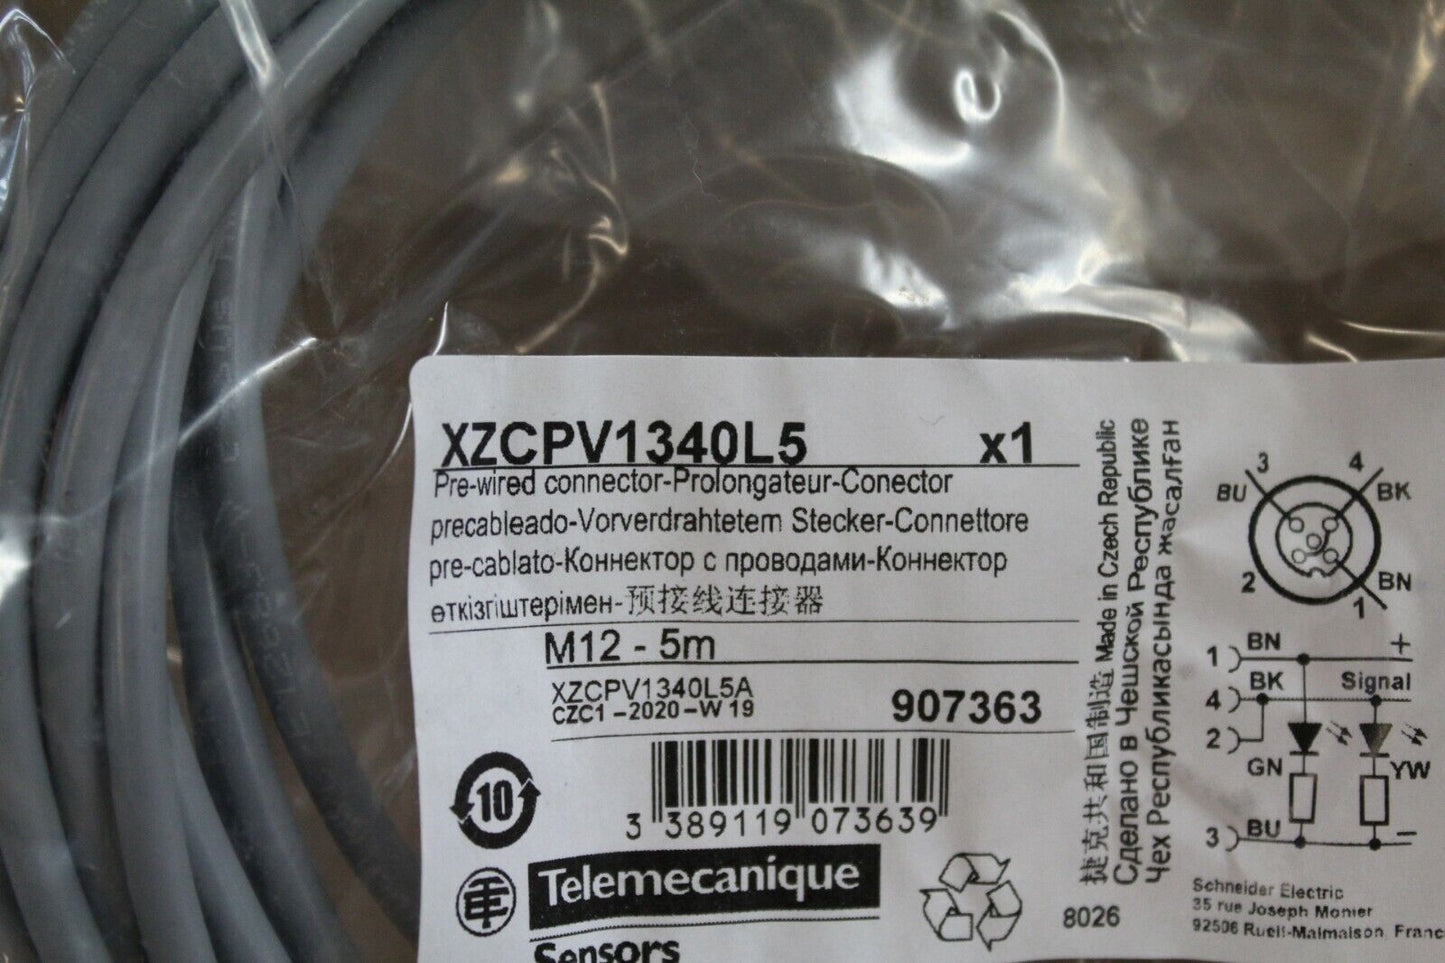 XZCPV1340L5 x1
Pre-wired connector-Prolongateur-Conector
precableado-Vorverdrahtetem Stecker-Connettore
pre-cablato-Коннектор с проводами-Коннектор
өткізгіштерімен-预接线连接器
M12 - 5m
XZCPV1340L5A
CZC1-2020-W 19
907363
10
3 389119 073639
Telemecanique
Sensors
捷克共和国制造 Made in Czech Republic
Сделано в Чешской Республике
Чех Республикасында жасалған
8026
3 4
BU BK
2 BN
1
1 BN +
4 BK Signal
2
GN YW
3 BU −
Schneider Electric
35 rue Joseph Monier
92506 Rueil-Malmaison, Franc